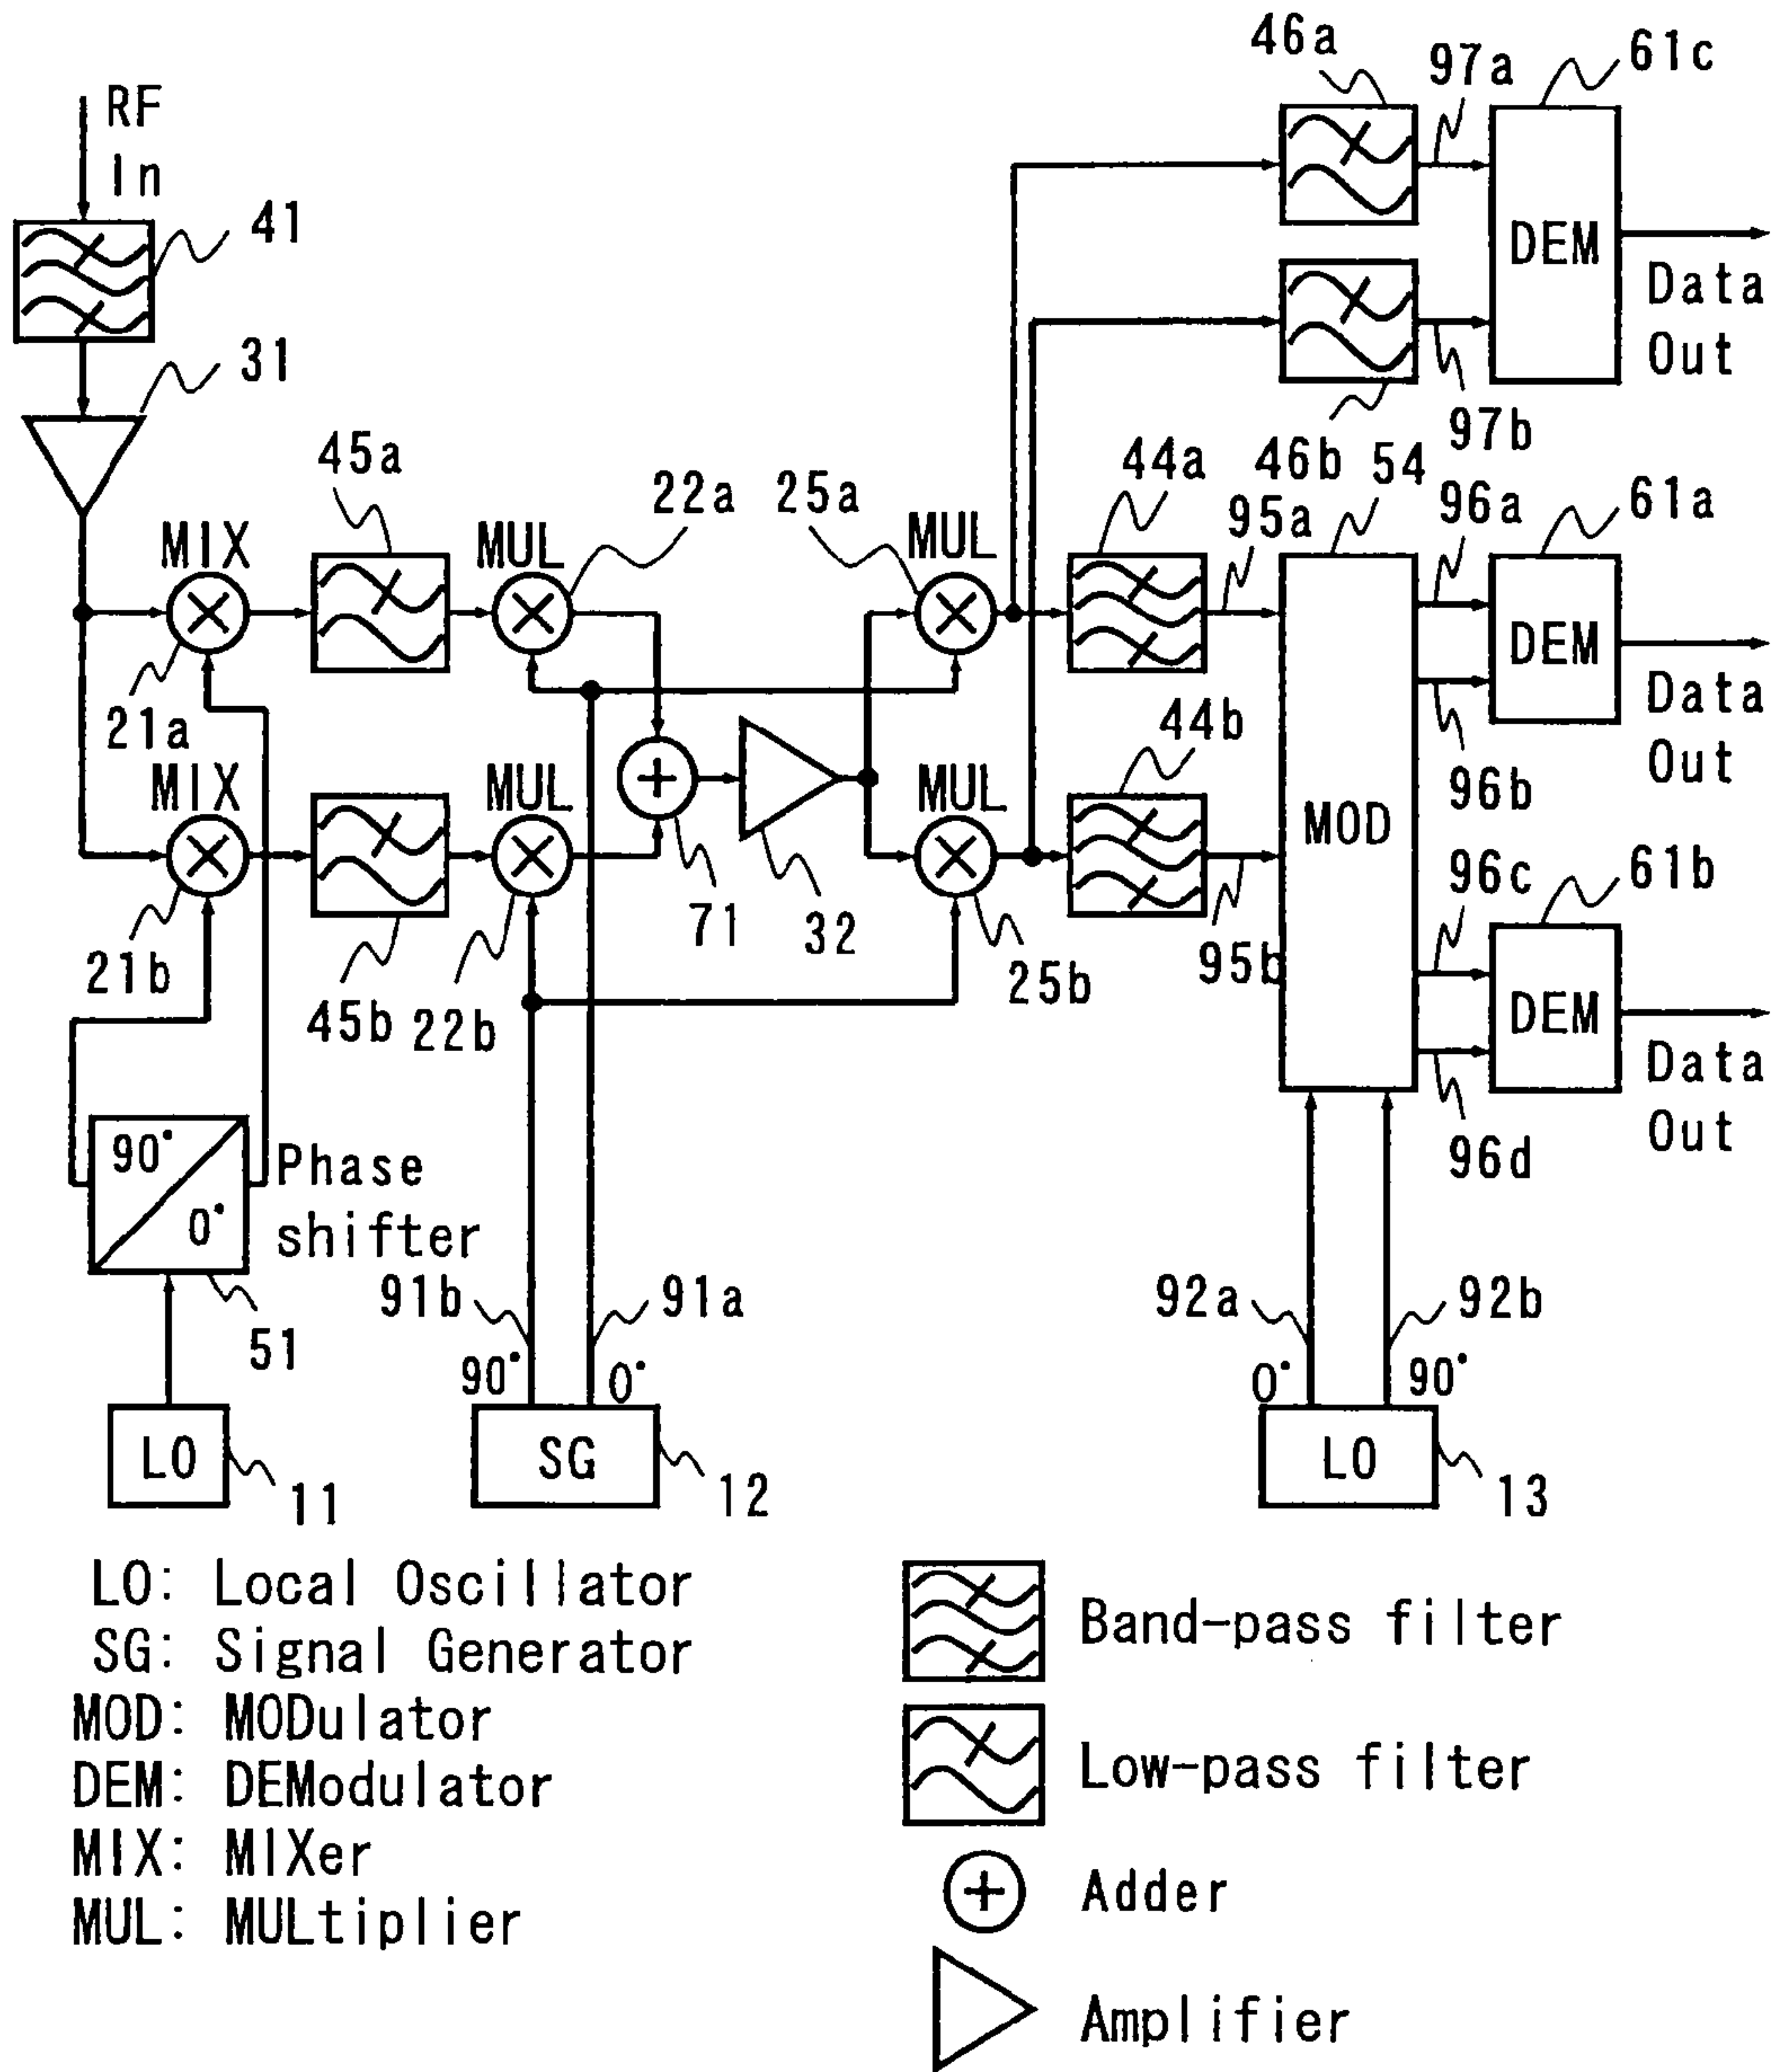 46a
97a
61c
RF
In
41
DEM
Data
Out
31
97b
45a
22a
25a
44a
46b
54
95a
96a
61a
MIX
MUL
MUL
DEM
Data
Out
21a
44b
96b
MIX
MUL
MUL
MOD
96c
61b
71
32
21b
95b
25b
45b
22b
DEM
Data
Out
96d
90°
0°
Phase
shifter
91b
91a
92a
92b
51
90°
0°
0°
90°
LO
11
SG
12
LO
13
LO: Local Oscillator
SG: Signal Generator
MOD: MODulator
DEM: DEModulator
MIX: MIXer
MUL: MULtiplier
Band-pass filter
Low-pass filter
Adder
Amplifier